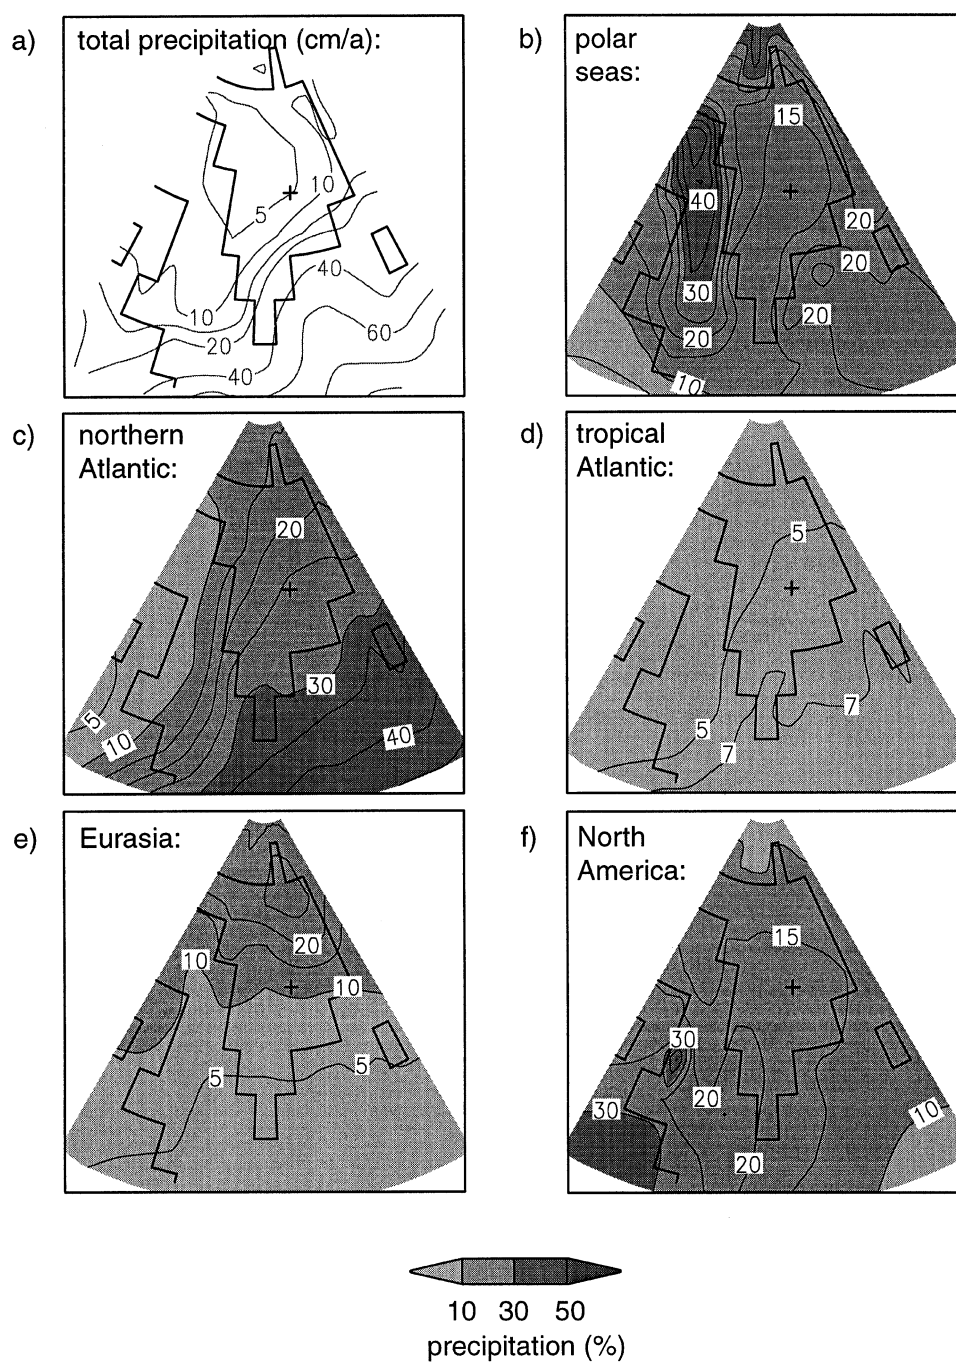 a) total precipitation (cm/a):
10
5
40
10
20
60
40
b) polar
seas:
15
40
20
20
30
20
20
10
c) northern
Atlantic:
20
30
5
10
40
d) tropical
Atlantic:
5
7
5
7
e) Eurasia:
20
10
10
5
5
f) North
America:
15
30
20
30
10
20
10 30 50
precipitation (%)